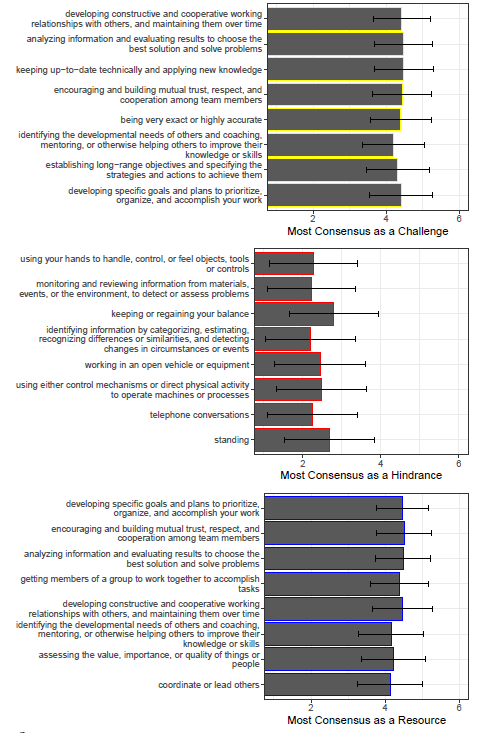 developing constructive and cooperative working
relationships with others, and maintaining them over time
analyzing information and evaluating results to choose the
best solution and solve problems
keeping up−to−date technically and applying new knowledge
encouraging and building mutual trust, respect, and
cooperation among team members
being very exact or highly accurate
identifying the developmental needs of others and coaching,
mentoring, or otherwise helping others to improve their
knowledge or skills
establishing long−range objectives and specifying the
strategies and actions to achieve them
developing specific goals and plans to prioritize,
organize, and accomplish your work
2 4 6
Most Consensus as a Challenge
using your hands to handle, control, or feel objects, tools
or controls
monitoring and reviewing information from materials,
events, or the environment, to detect or assess problems
keeping or regaining your balance
identifying information by categorizing, estimating,
recognizing differences or similarities, and detecting
changes in circumstances or events
working in an open vehicle or equipment
using either control mechanisms or direct physical activity
to operate machines or processes
telephone conversations
standing
2 4 6
Most Consensus as a Hindrance
developing specific goals and plans to prioritize,
organize, and accomplish your work
encouraging and building mutual trust, respect, and
cooperation among team members
analyzing information and evaluating results to choose the
best solution and solve problems
getting members of a group to work together to accomplish
tasks
developing constructive and cooperative working
relationships with others, and maintaining them over time
identifying the developmental needs of others and coaching,
mentoring, or otherwise helping others to improve their
knowledge or skills
assessing the value, importance, or quality of things or
people
coordinate or lead others
2 4 6
Most Consensus as a Resource